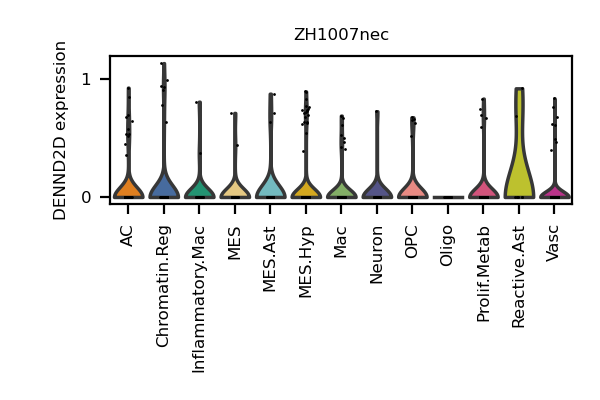 ZH1007nec
DENND2D expression
1
0
AC
Chromatin.Reg
Inflammatory.Mac
MES
MES.Ast
MES.Hyp
Mac
Neuron
OPC
Oligo
Prolif.Metab
Reactive.Ast
Vasc